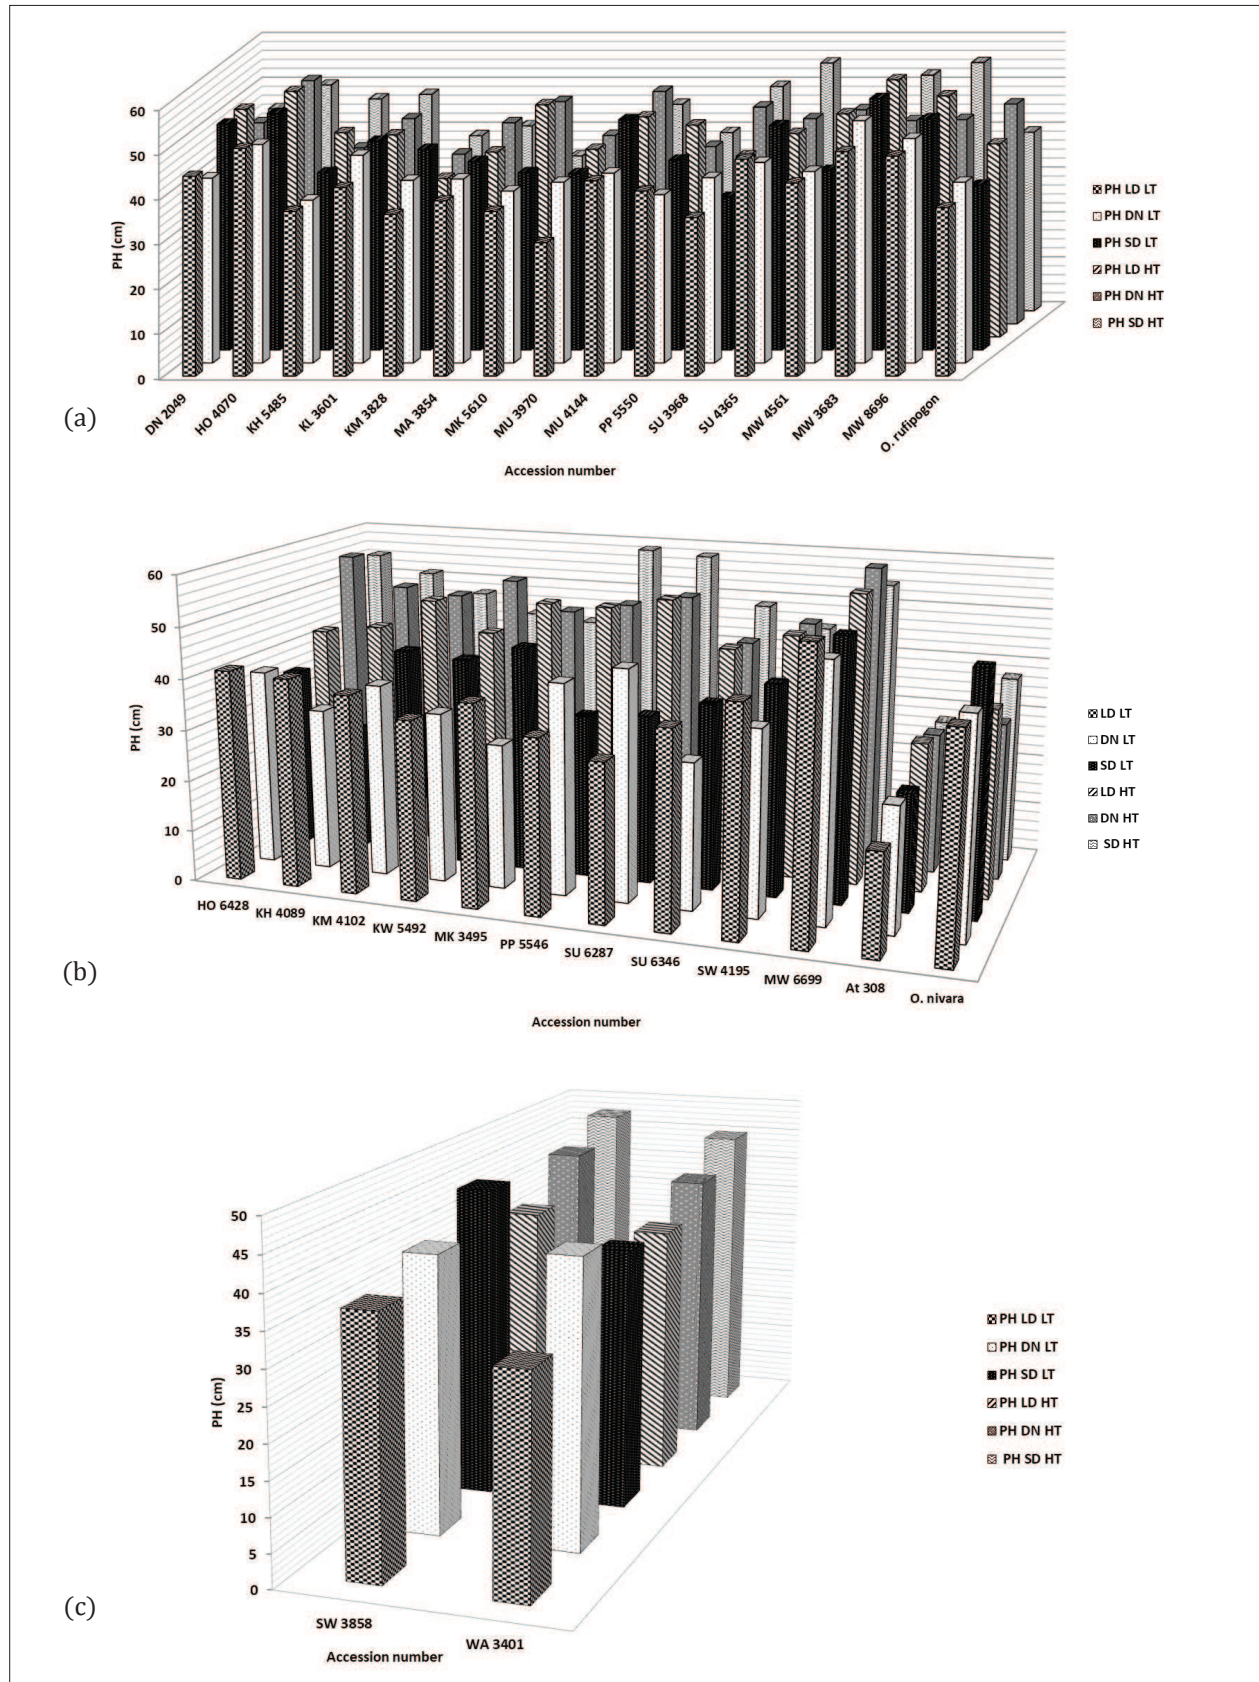 60
50
40
30
20
10
0
PH (cm)
DN 2049
HO 4070
KH 5485
KL 3601
KM 3828
MA 3854
MK 5610
MU 3970
MU 4144
PP 5550
SU 3968
SU 4365
MW 4561
MW 3683
MW 8696
O. rufipogon
Accession number
PH LD LT
PH DN LT
PH SD LT
PH LD HT
PH DN HT
PH SD HT
(a)
60
50
40
30
20
10
0
PH (cm)
HO 6428
KH 4089
KM 4102
KW 5492
MK 3495
PP 5546
SU 6287
SU 6346
SW 4195
MW 6699
At 308
O. nivara
Accession number
LD LT
DN LT
SD LT
LD HT
DN HT
SD HT
(b)
50
45
40
35
30
25
20
15
10
5
0
PH (cm)
SW 3858
WA 3401
Accession number
PH LD LT
PH DN LT
PH SD LT
PH LD HT
PH DN HT
PH SD HT
(c)